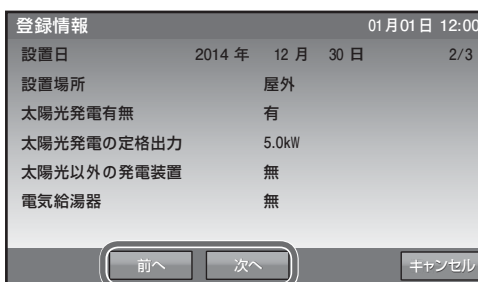 登録情報 01月01日 12:00
設置日 2014 年 12 月 30 日 2/3
設置場所 屋外
太陽光発電有無 有
太陽光発電の定格出力 5.0kW
太陽光以外の発電装置 無
電気給湯器 無
前へ 次へ キャンセル